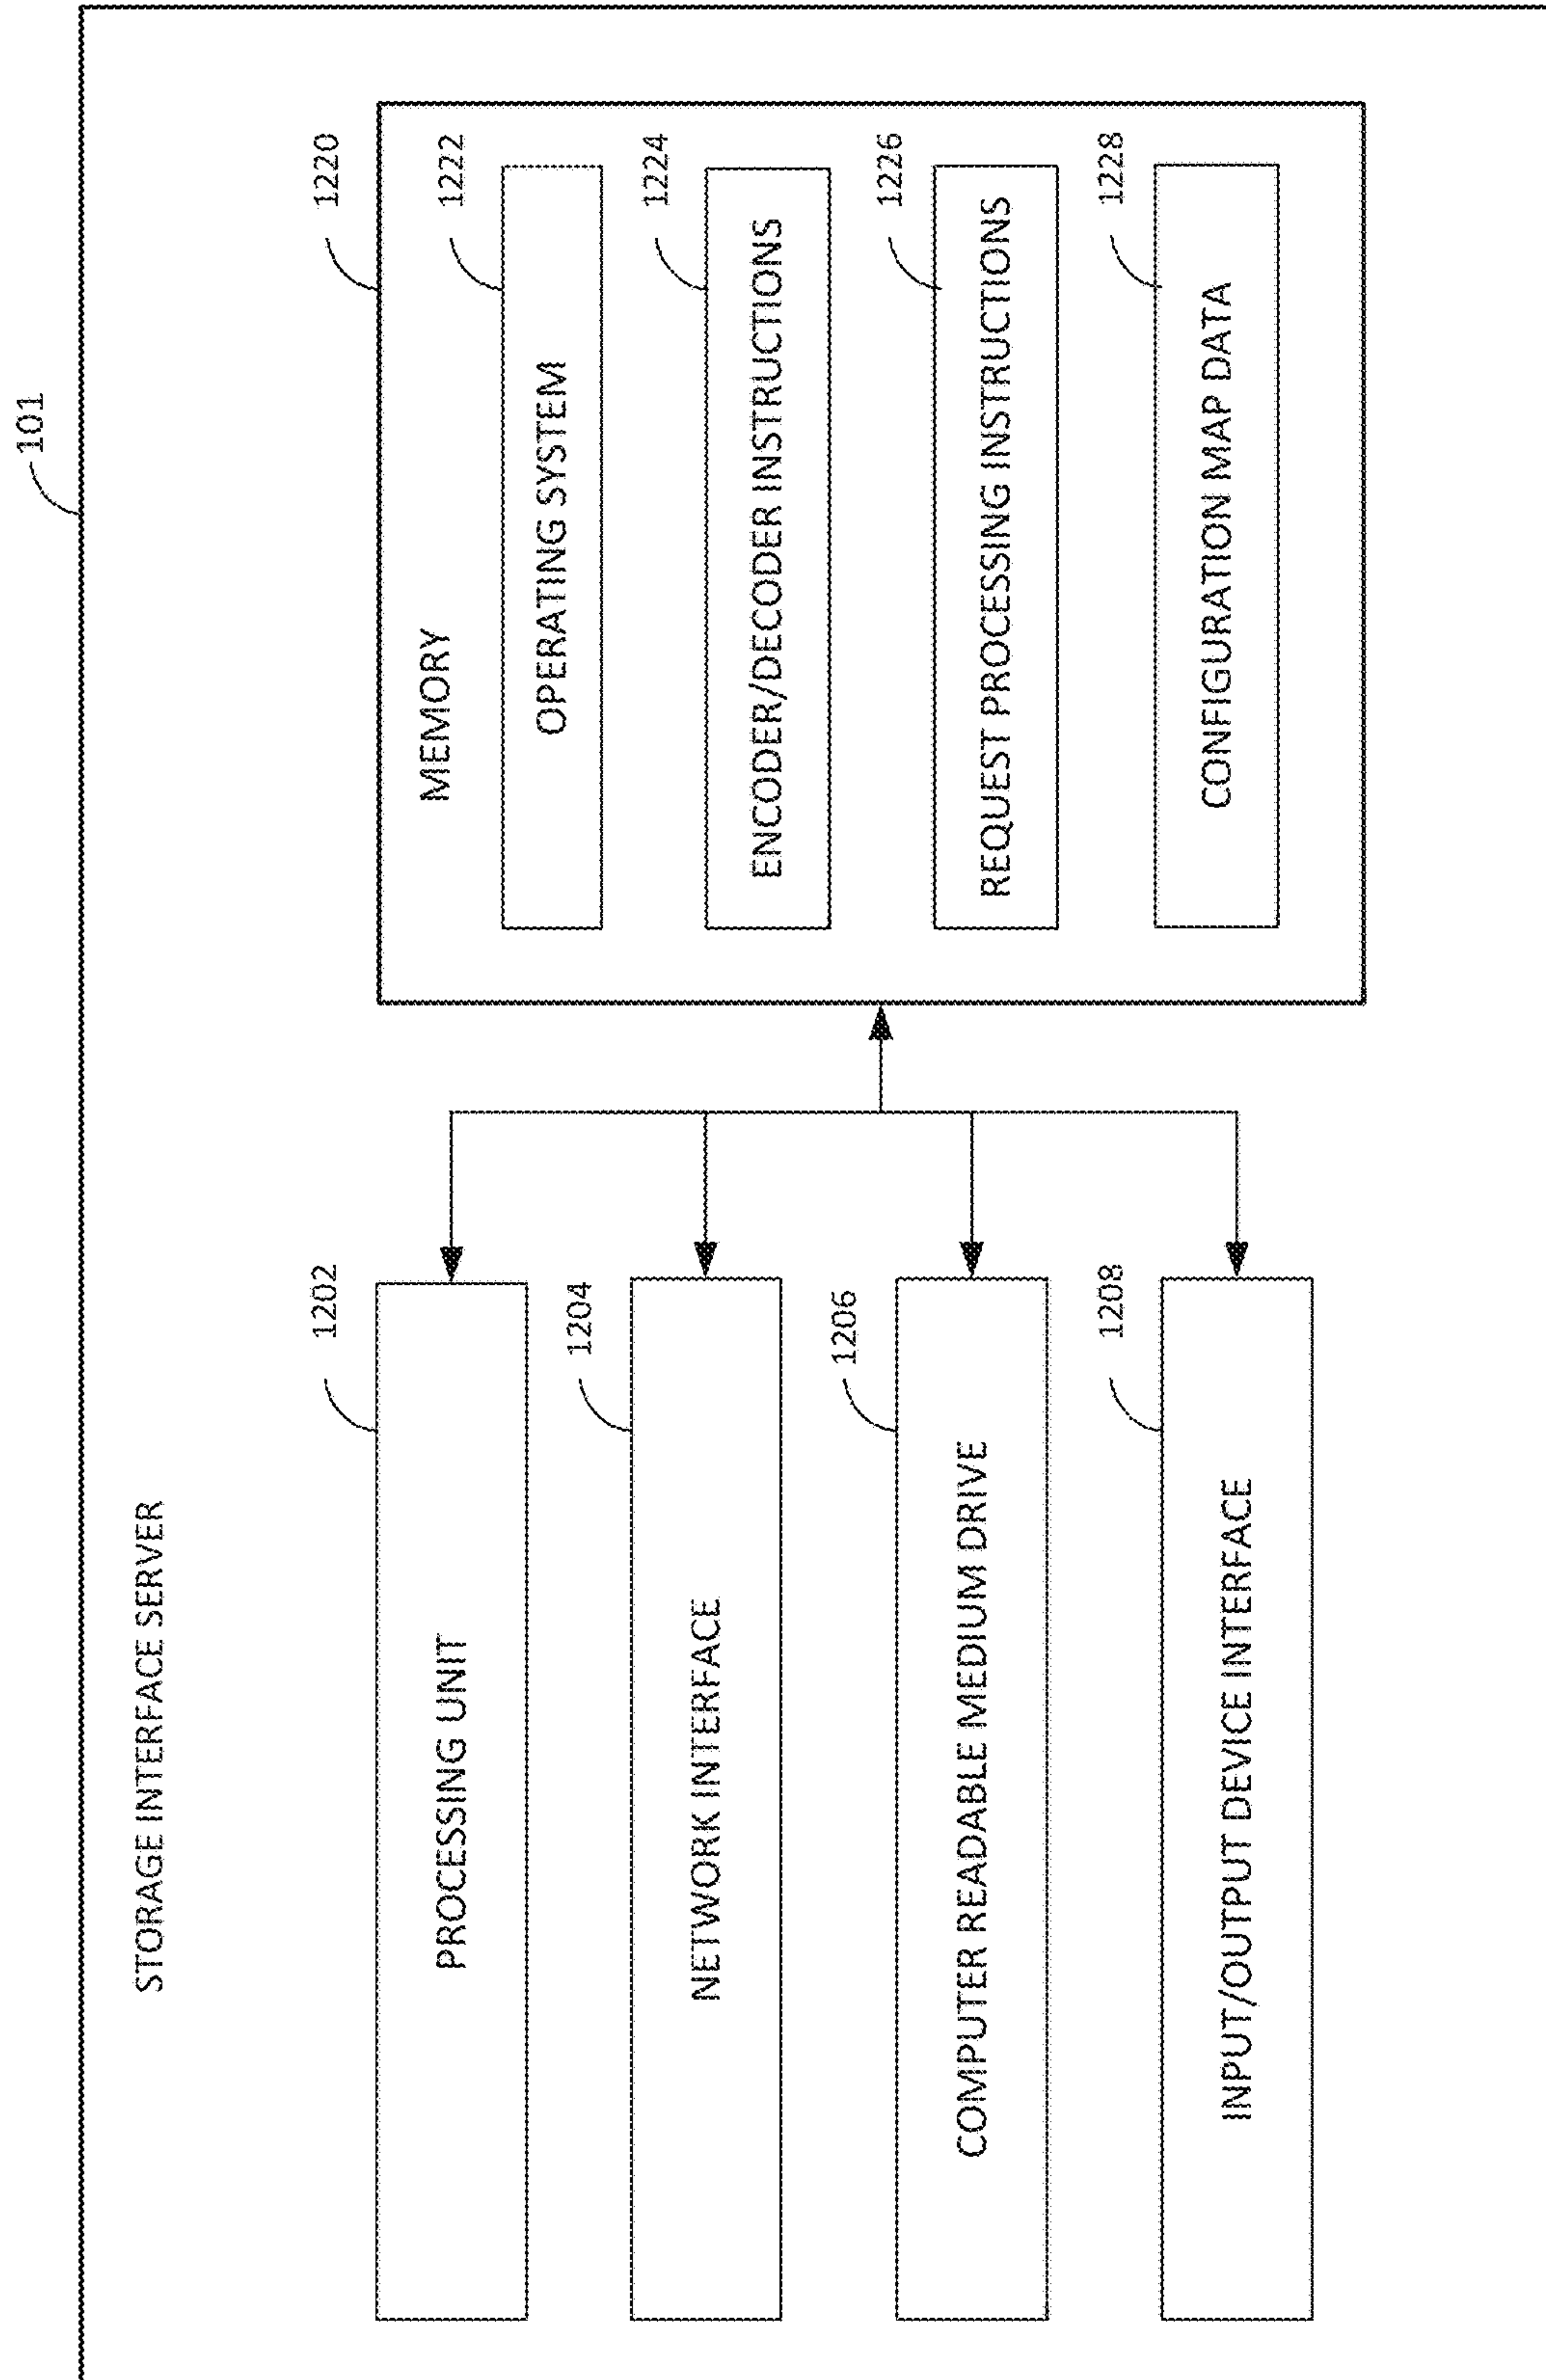 101
STORAGE INTERFACE SERVER
1202
PROCESSING UNIT
1204
NETWORK INTERFACE
1206
COMPUTER READABLE MEDIUM DRIVE
1208
INPUT/OUTPUT DEVICE INTERFACE
1220
MEMORY
1222
OPERATING SYSTEM
1224
ENCODER/DECODER INSTRUCTIONS
1226
REQUEST PROCESSING INSTRUCTIONS
1228
CONFIGURATION MAP DATA